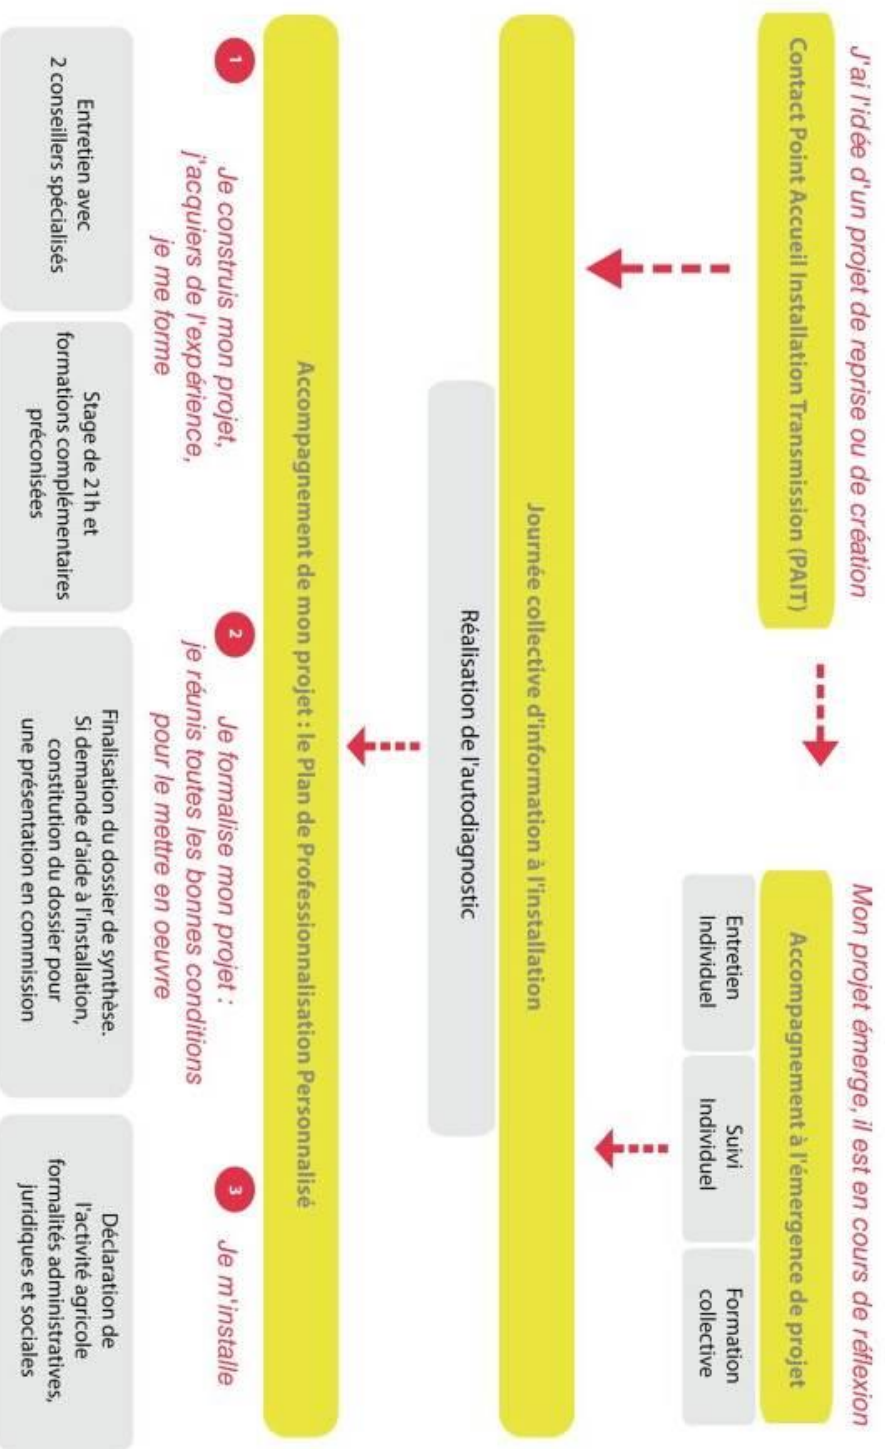 J'ai l'idée d'un projet de reprise ou de création
Contact Point Accueil Installation Transmission (PAIT)
Mon projet émerge, il est en cours de réflexion
Accompagnement à l'émergence de projet
Entretien
Individuel
Suivi
Individuel
Formation
collective
Journée collective d'information à l'installation
Réalisation de l'autodiagnostic
Accompagnement de mon projet : le Plan de Professionnalisation Personnalisé
1
Je construis mon projet,
j'acquiers de l'expérience,
je me forme
2
Je formalise mon projet :
je réunis toutes les bonnes conditions
pour le mettre en oeuvre
3
Je m'installe
Entretien avec
2 conseillers spécialisés
Stage de 21h et
formations complémentaires
préconisées
Finalisation du dossier de synthèse.
Si demande d'aide à l'installation,
constitution du dossier pour
une présentation en commission
Déclaration de
l'activité agricole
formalités administratives,
juridiques et sociales